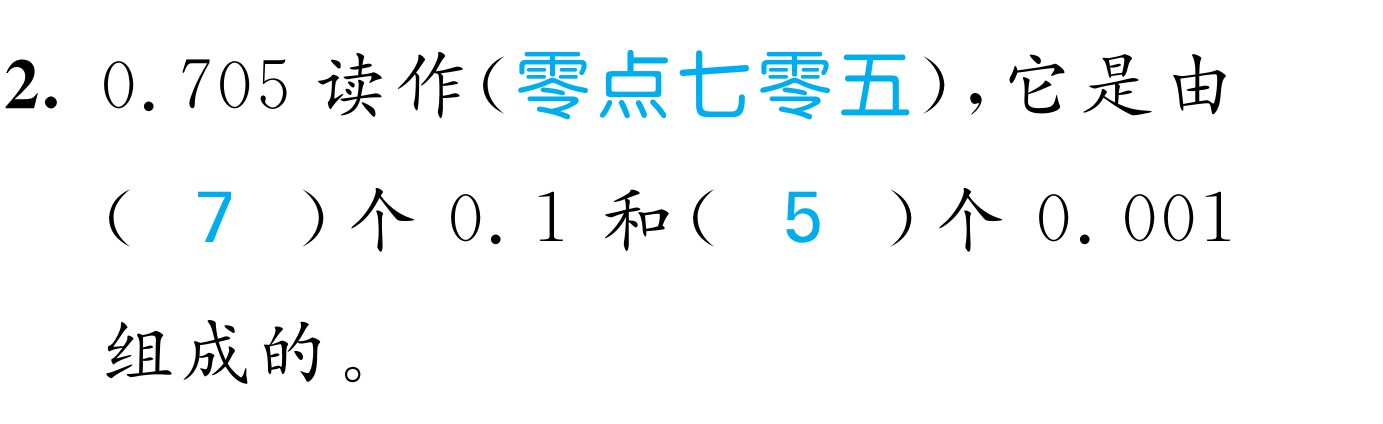 2. 0.705 读作(零点七零五),它是由
( 7 )个 0.1 和( 5 )个 0.001
组成的。